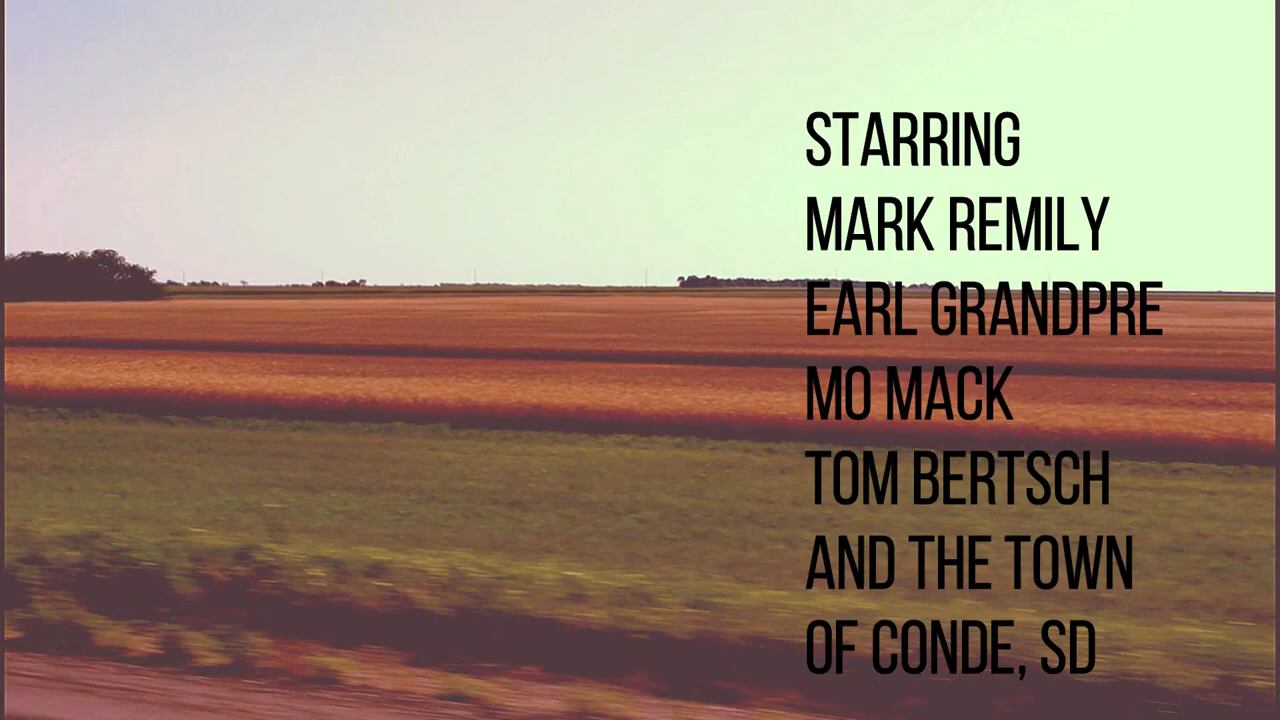 STARRING
MARK REMILY
EARL GRANDPRE
MO MACK
TOM BERTSCH
AND THE TOWN
OF CONDE, SD